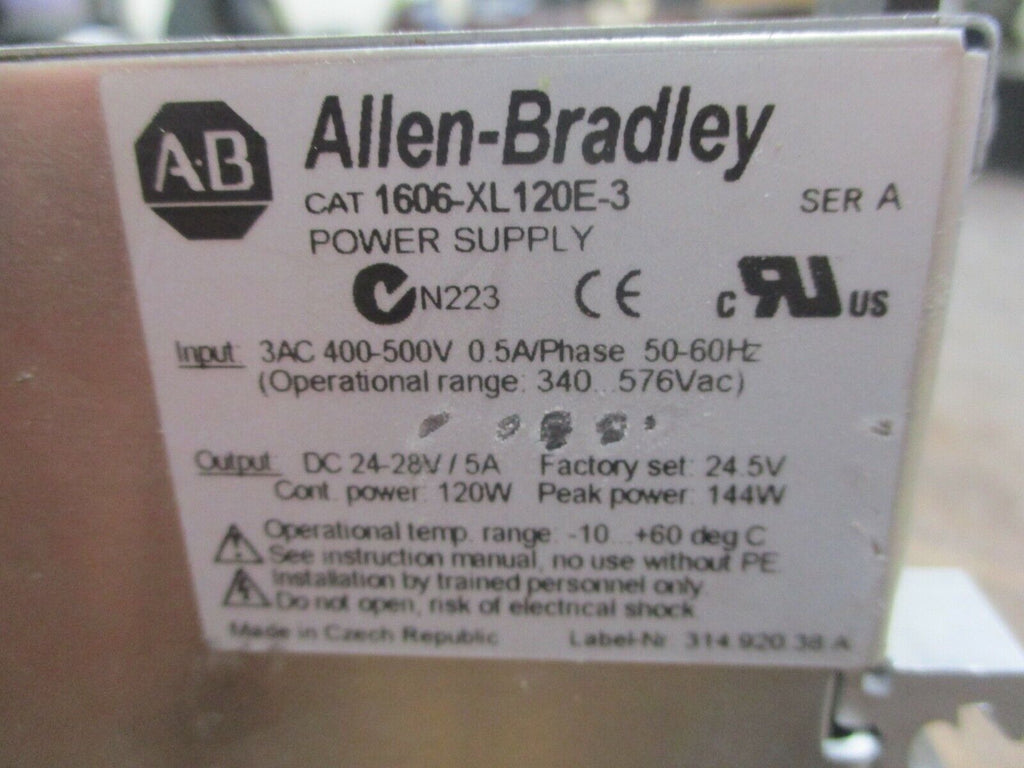 A·B Allen-Bradley
CAT 1606-XL120E-3 SER A
POWER SUPPLY
N223 CE c RU US
Input: 3AC 400-500V 0.5A/Phase 50-60Hz
(Operational range: 340...576Vac)
Output: DC 24-28V / 5A Factory set: 24.5V
Cont. power: 120W Peak power: 144W
Operational temp. range: -10...+60 deg C
See instruction manual, no use without PE.
Installation by trained personnel only.
Do not open, risk of electrical shock
Made in Czech Republic Label-Nr. 314.920.38-A